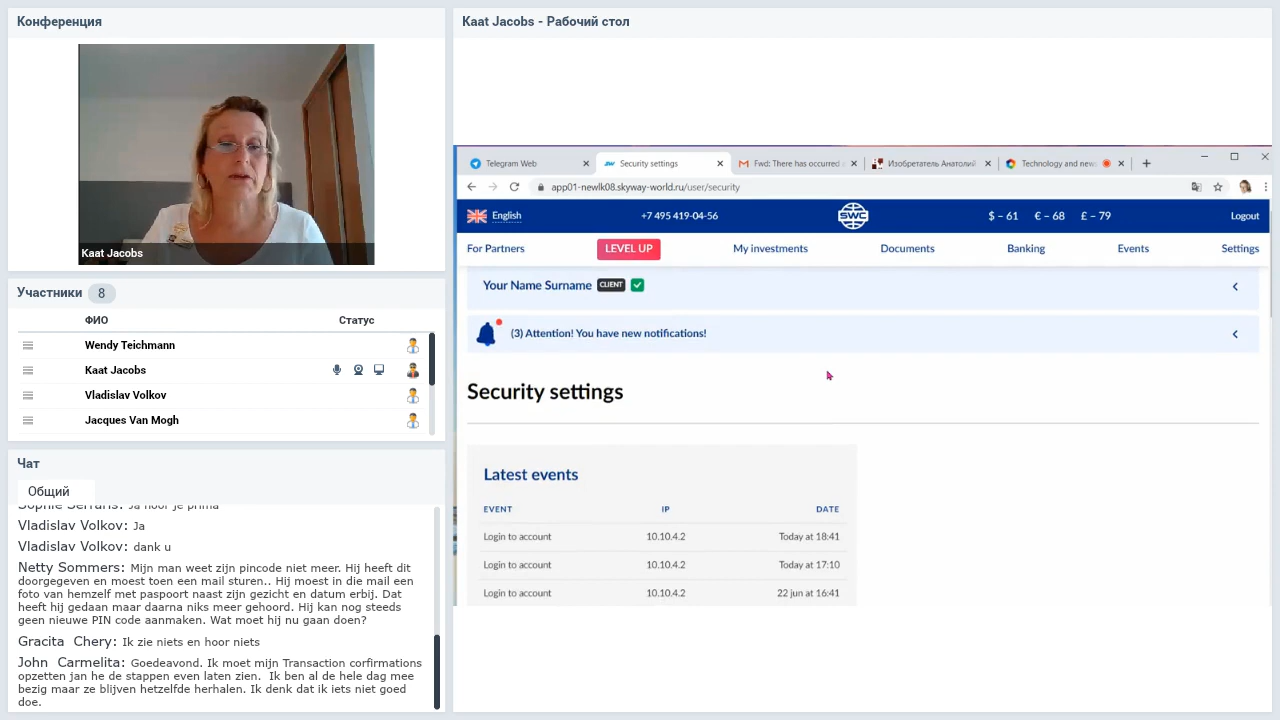 Конференция
Kaat Jacobs
Участники 8
ФИО Статус
Wendy Teichmann
Kaat Jacobs
Vladislav Volkov
Jacques Van Mogh
Чат
Общий
Vladislav Volkov: Ja
Vladislav Volkov: dank u
Netty Sommers: Mijn man weet zijn pincode niet meer. Hij heeft dit
doorgegeven en moest toen een mail sturen.. Hij moest in die mail een
foto van hemzelf met paspoort naast zijn gezicht en datum erbij. Dat
heeft hij gedaan maar daarna niks meer gehoord. Hij kan nog steeds
geen nieuwe PIN code aanmaken. Wat moet hij nu gaan doen?
Gracita Chery: Ik zie niets en hoor niets
John Carmelita: Goedeavond. Ik moet mijn Transaction corfirmations
opzetten jan he de stappen even laten zien. Ik ben al de hele dag mee
bezig maar ze blijven hetzelfde herhalen. Ik denk dat ik iets niet goed
doe.
Kaat Jacobs - Рабочий стол
Telegram Web Security settings Fwd: There has occurred Изобретатель Анатолий Technology and new
app01-newlk08.skyway-world.ru/user/security
English +7 495 419-04-56 SWC $ – 61 € – 68 £ – 79 Logout
For Partners LEVEL UP My investments Documents Banking Events Settings
Your Name Surname CLIENT
(3) Attention! You have new notifications!
Security settings
Latest events
EVENT IP DATE
Login to account 10.10.4.2 Today at 18:41
Login to account 10.10.4.2 Today at 17:10
Login to account 10.10.4.2 22 jun at 16:41